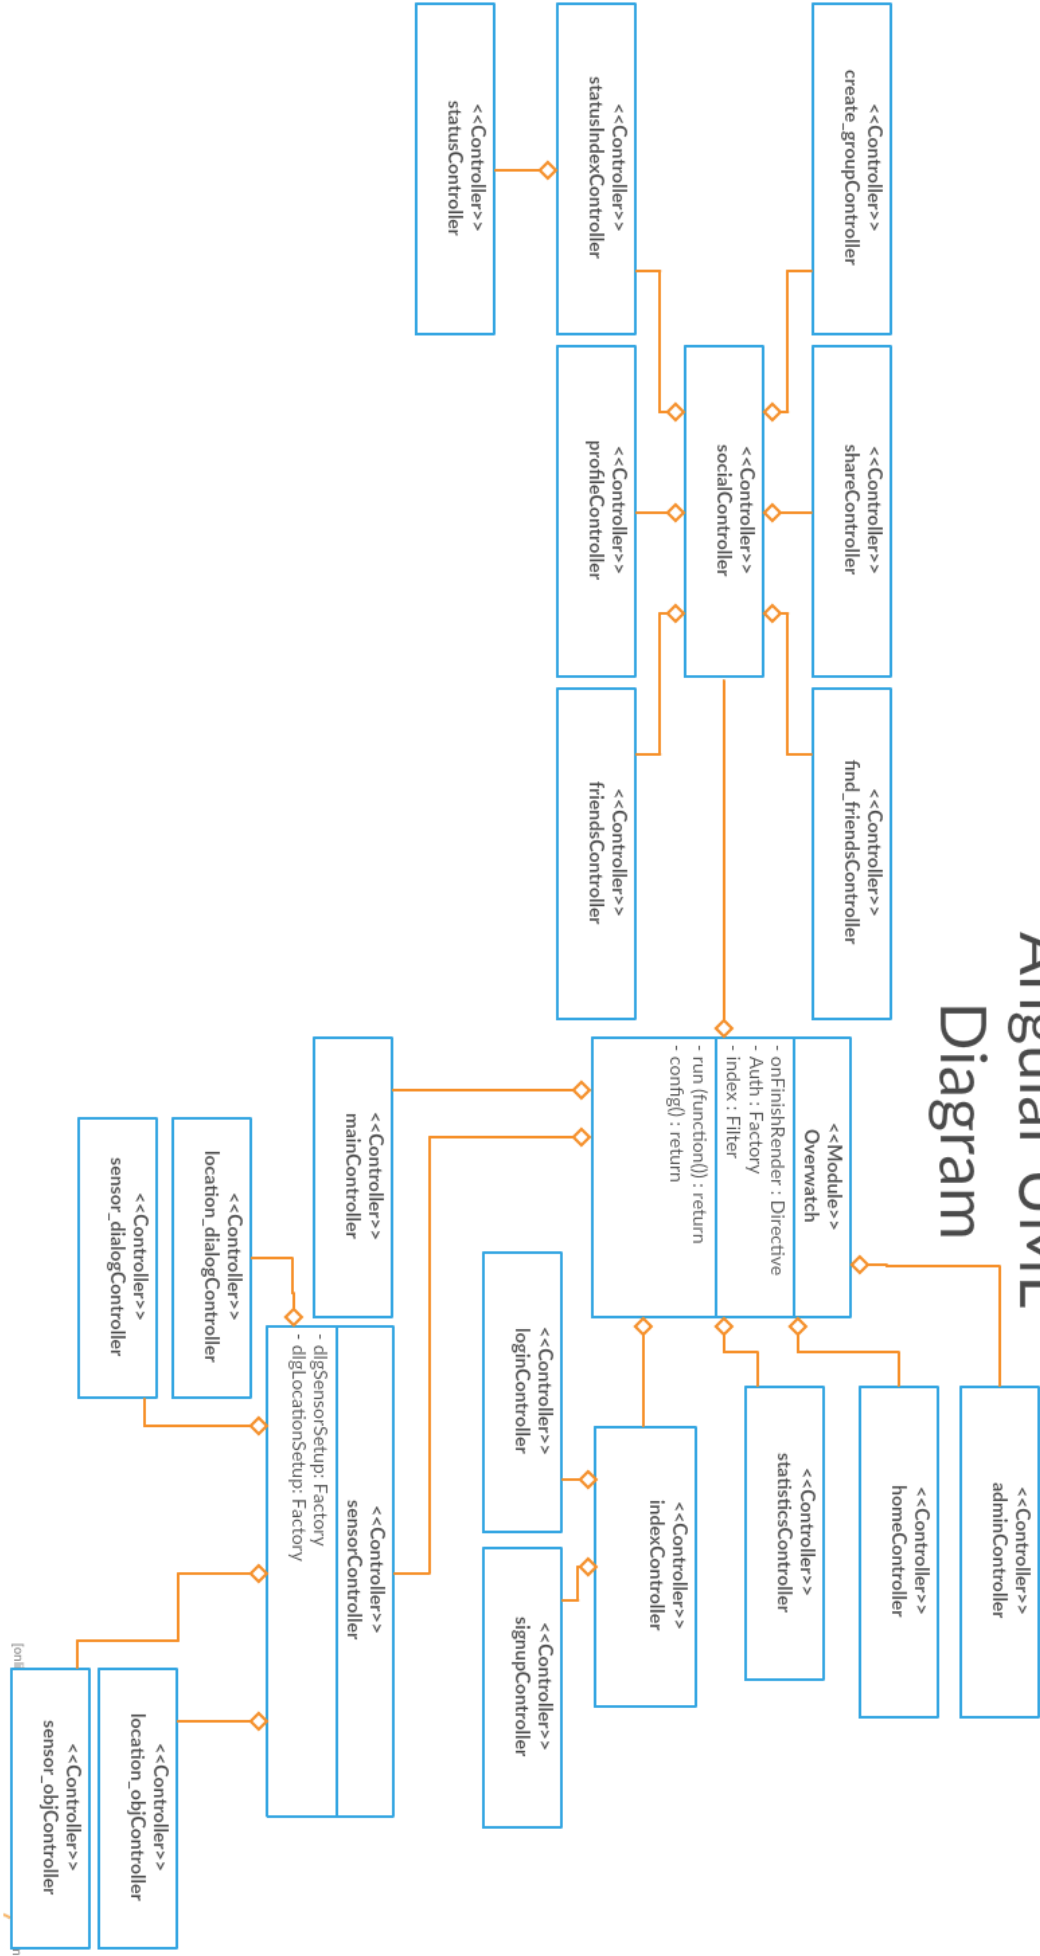 Angular UML
Diagram
<<Controller>>
create_groupController
<<Controller>>
shareController
<<Controller>>
find_friendsController
<<Controller>>
socialController
<<Controller>>
statusIndexController
<<Controller>>
profileController
<<Controller>>
friendsController
<<Controller>>
statusController
<<Module>>
Overwatch
- onFinishRender : Directive
- Auth : Factory
- index : Filter
- run (function()) : return
- config() : return
<<Controller>>
adminController
<<Controller>>
homeController
<<Controller>>
statisticsController
<<Controller>>
indexController
<<Controller>>
loginController
<<Controller>>
signupController
<<Controller>>
mainController
<<Controller>>
sensorController
- dlgSensorSetup: Factory
- dlgLocationSetup: Factory
<<Controller>>
location_dialogController
<<Controller>>
sensor_dialogController
<<Controller>>
location_objController
<<Controller>>
sensor_objController